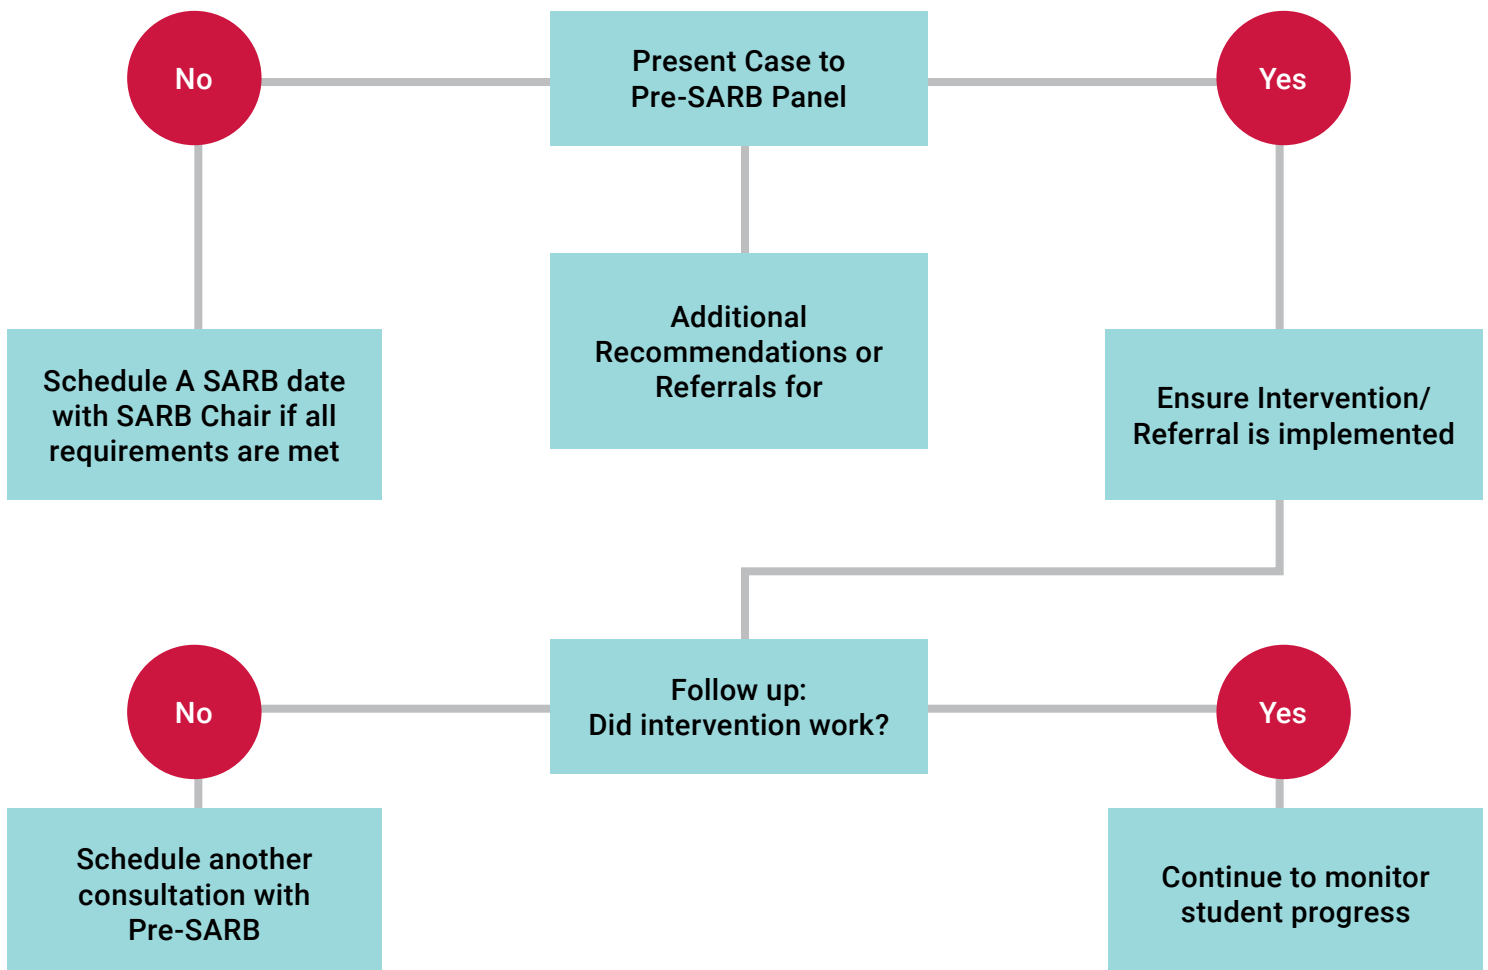 No
Present Case to
Pre-SARB Panel
Yes
Additional
Recommendations or
Referrals for
Schedule A SARB date
with SARB Chair if all
requirements are met
Ensure Intervention/
Referral is implemented
No
Follow up:
Did intervention work?
Yes
Schedule another
consultation with
Pre-SARB
Continue to monitor
student progress